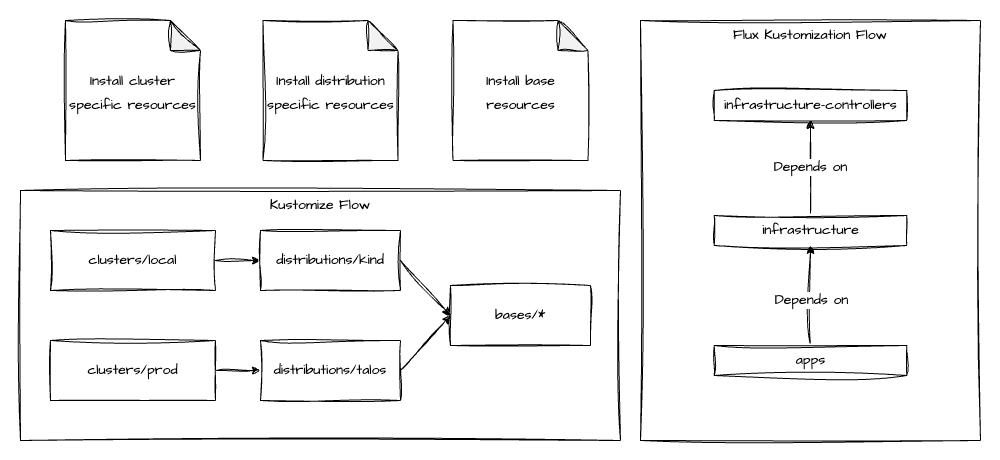 Install cluster
specific resources
Install distribution
specific resources
Install base
resources
Kustomize Flow
clusters/local
distributions/kind
bases/*
clusters/prod
distributions/talos
Flux Kustomization Flow
infrastructure-controllers
Depends on
infrastructure
Depends on
apps